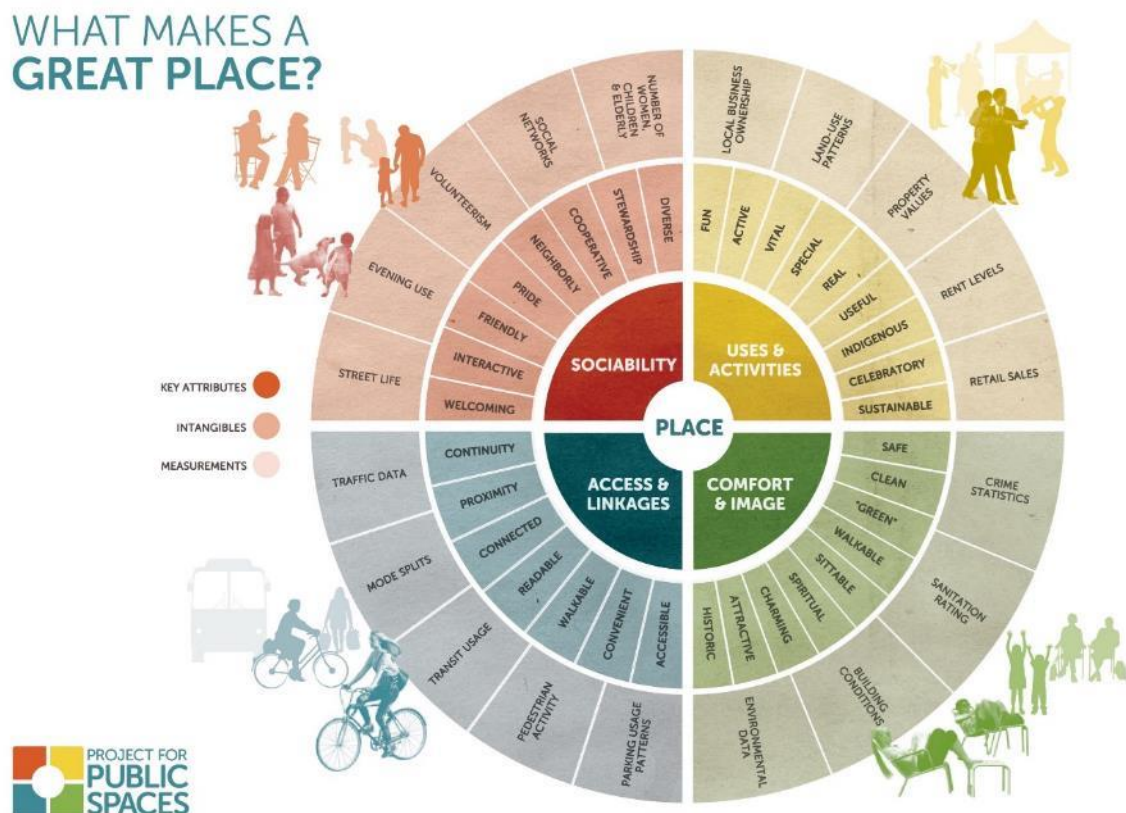 WHAT MAKES A
GREAT PLACE?
NUMBER OF
WOMEN,
CHILDREN
& ELDERLY
SOCIAL
NETWORKS
VOLUNTEERISM
EVENING USE
STREET LIFE
LOCAL BUSINESS
OWNERSHIP
LAND-USE
PATTERNS
PROPERTY
VALUES
RENT LEVELS
RETAIL SALES
DIVERSE
STEWARDSHIP
COOPERATIVE
NEIGHBORLY
PRIDE
FRIENDLY
INTERACTIVE
WELCOMING
FUN
ACTIVE
VITAL
SPECIAL
REAL
USEFUL
INDIGENOUS
CELEBRATORY
SUSTAINABLE
SOCIABILITY
USES &
ACTIVITIES
PLACE
ACCESS &
LINKAGES
COMFORT
& IMAGE
KEY ATTRIBUTES
INTANGIBLES
MEASUREMENTS
CONTINUITY
PROXIMITY
CONNECTED
READABLE
WALKABLE
CONVENIENT
ACCESSIBLE
SAFE
CLEAN
"GREEN"
WALKABLE
SITTABLE
SPIRITUAL
CHARMING
ATTRACTIVE
HISTORIC
TRAFFIC DATA
MODE SPLITS
TRANSIT USAGE
PEDESTRIAN
ACTIVITY
PARKING USAGE
PATTERNS
CRIME
STATISTICS
SANITATION
RATING
BUILDING
CONDITIONS
ENVIRONMENTAL
DATA
PROJECT FOR
PUBLIC
SPACES